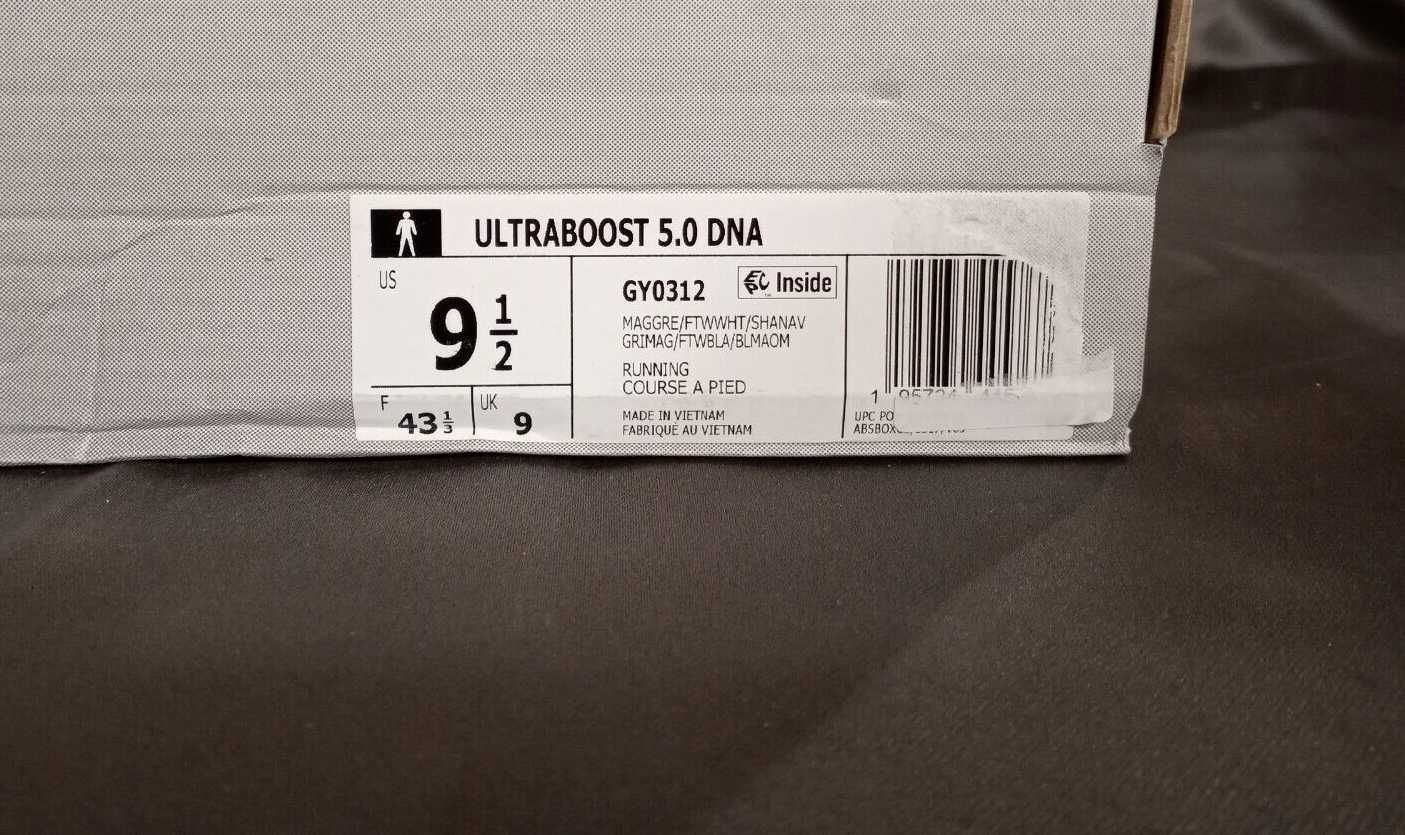 ULTRABOOST 5.0 DNA
US
9 1/2
F
43 1/3
UK
9
GY0312
Inside
MAGGRE/FTWWHT/SHANAV
GRIMAG/FTWBLA/BLMAOM
RUNNING
COURSE A PIED
MADE IN VIETNAM
FABRIQUÉ AU VIETNAM
1
UPC PO